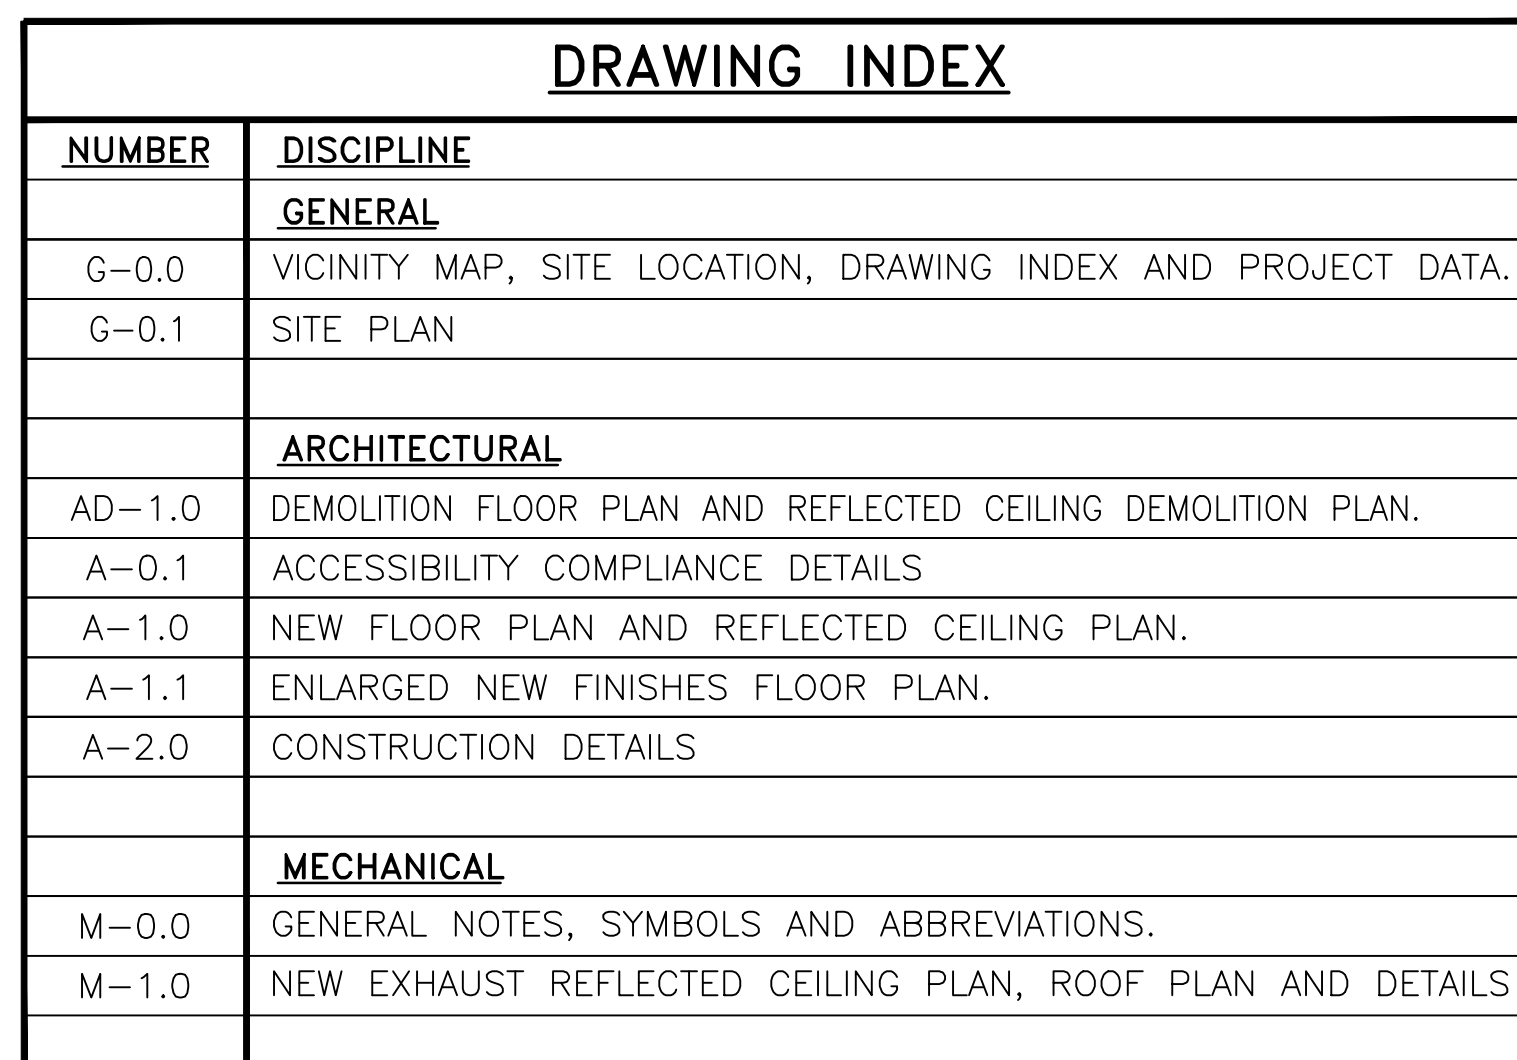 DRAWING INDEX
NUMBER DISCIPLINE
GENERAL
G-0.0 VICINITY MAP, SITE LOCATION, DRAWING INDEX AND PROJECT DATA.
G-0.1 SITE PLAN
ARCHITECTURAL
AD-1.0 DEMOLITION FLOOR PLAN AND REFLECTED CEILING DEMOLITION PLAN.
A-0.1 ACCESSIBILITY COMPLIANCE DETAILS
A-1.0 NEW FLOOR PLAN AND REFLECTED CEILING PLAN.
A-1.1 ENLARGED NEW FINISHES FLOOR PLAN.
A-2.0 CONSTRUCTION DETAILS
MECHANICAL
M-0.0 GENERAL NOTES, SYMBOLS AND ABBREVIATIONS.
M-1.0 NEW EXHAUST REFLECTED CEILING PLAN, ROOF PLAN AND DETAILS